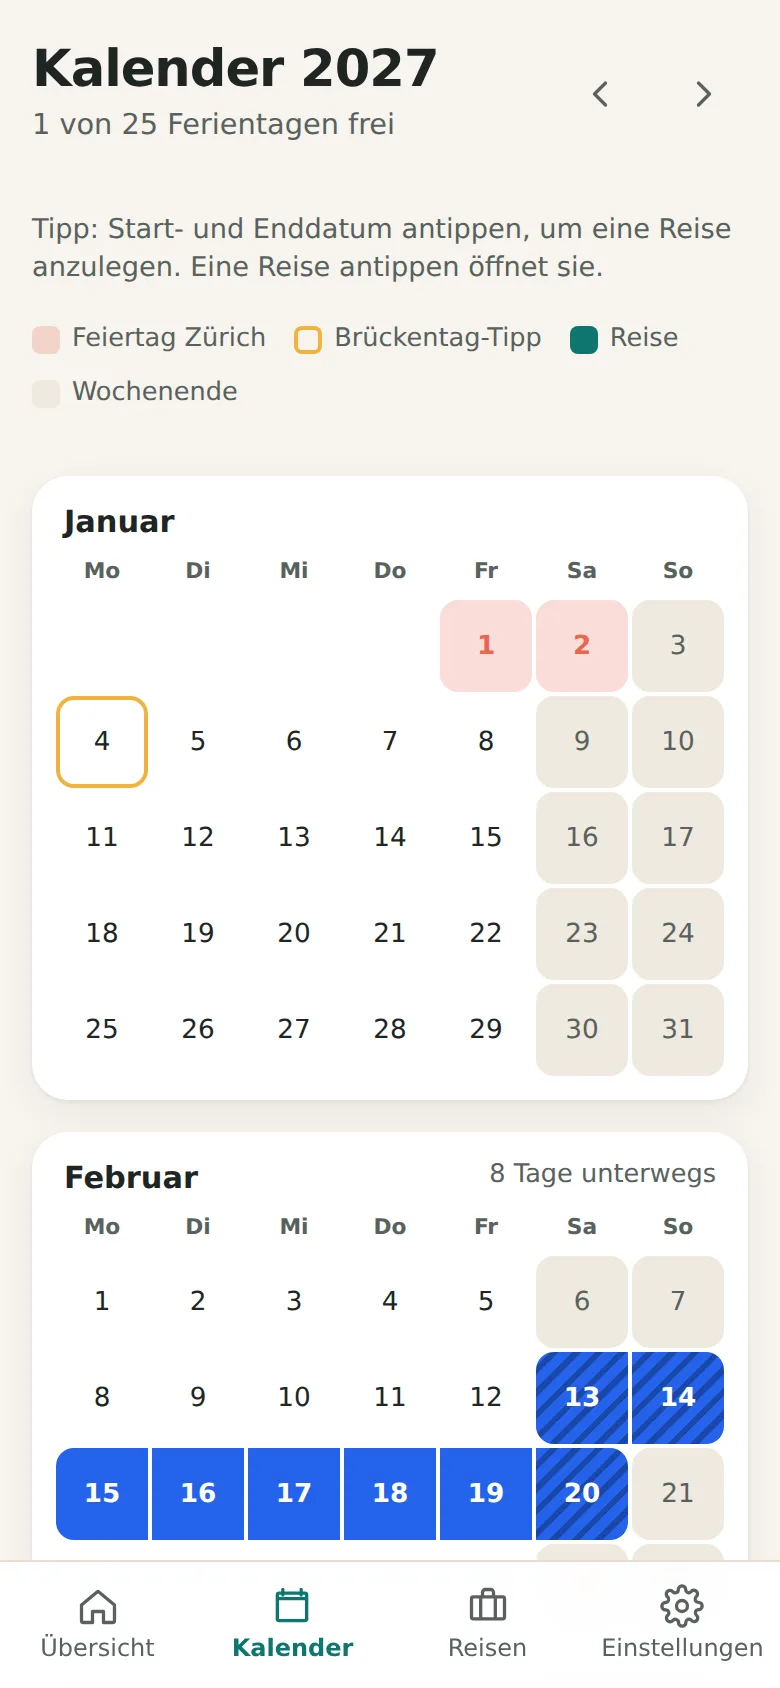 Kalender 2027
1 von 25 Ferientagen frei
Tipp: Start- und Enddatum antippen, um eine Reise
anzulegen. Eine Reise antippen öffnet sie.
Feiertag Zürich Brückentag-Tipp Reise
Wochenende
Januar
Mo Di Mi Do Fr Sa So
1 2 3
4 5 6 7 8 9 10
11 12 13 14 15 16 17
18 19 20 21 22 23 24
25 26 27 28 29 30 31
Februar 8 Tage unterwegs
Mo Di Mi Do Fr Sa So
1 2 3 4 5 6 7
8 9 10 11 12 13 14
15 16 17 18 19 20 21
Übersicht Kalender Reisen Einstellungen